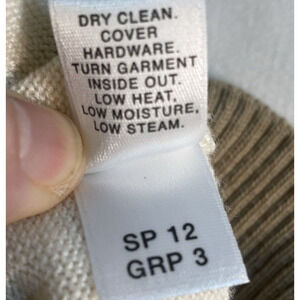 DRY CLEAN.
COVER
HARDWARE.
TURN GARMENT
INSIDE OUT.
LOW HEAT,
LOW MOISTURE,
LOW STEAM.
SP 12
GRP 3